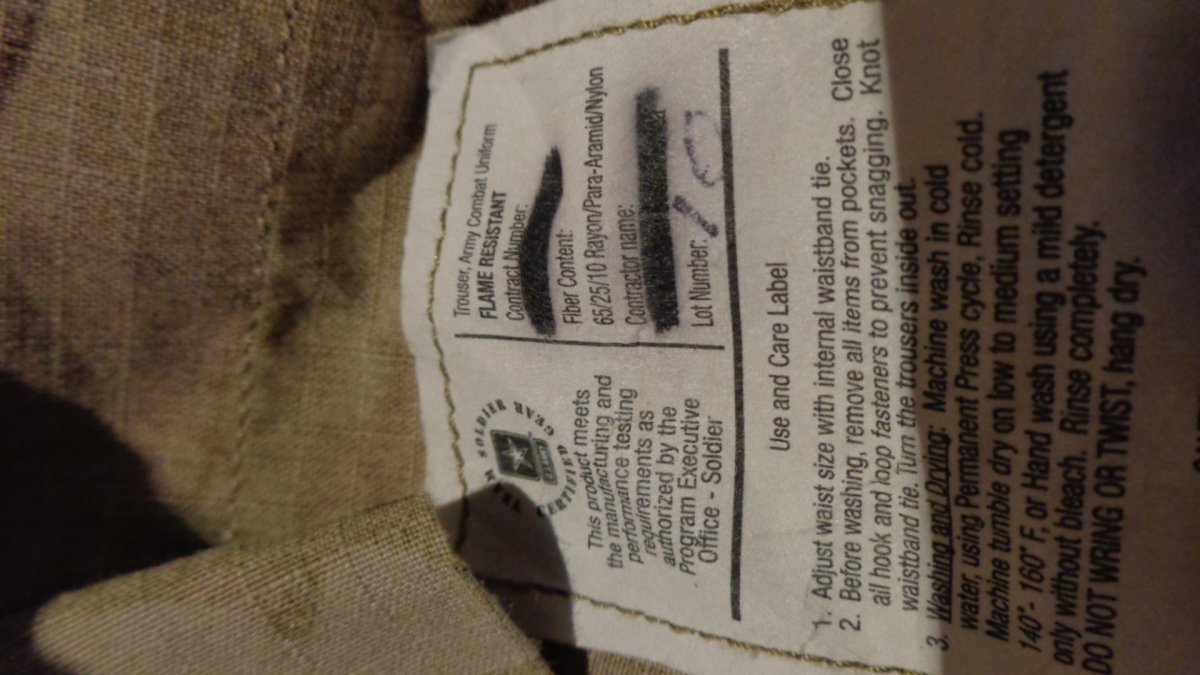 Trouser, Army Combat Uniform
FLAME RESISTANT
Contract Number:
Fiber Content:
65/25/10 Rayon/Para-Aramid/Nylon
Contractor name:
Lot Number:
SOLDIER GEAR
CERTIFIED
This product meets
the manufacturing and
performance testing
requirements as
authorized by the
Program Executive
Office - Soldier
Use and Care Label
1. Adjust waist size with internal waistband tie.
2. Before washing, remove all items from pockets. Close
all hook and loop fasteners to prevent snagging. Knot
waistband tie. Turn the trousers inside out.
3. Washing and Drying: Machine wash in cold
water, using Permanent Press cycle, Rinse cold.
Machine tumble dry on low to medium setting
140°- 160° F, or Hand wash using a mild detergent
only without bleach. Rinse completely,
DO NOT WRING OR TWIST, hang dry.